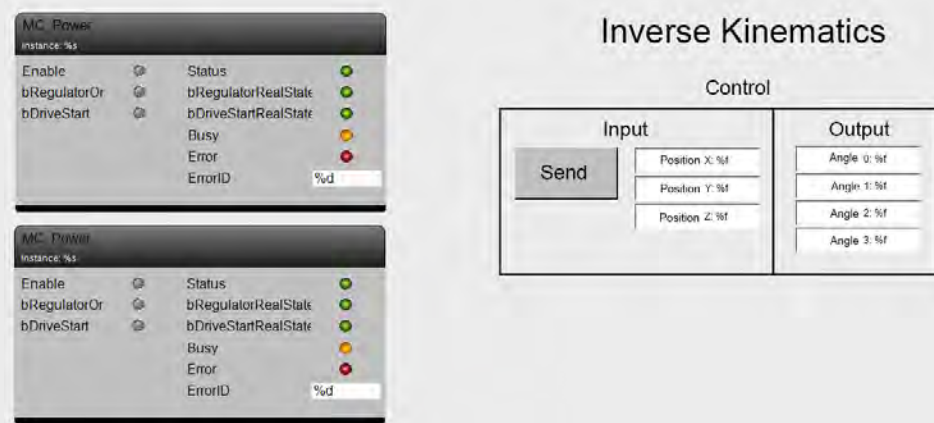 MC_Power
Instance: %s
Enable
Status
bRegulatorOr
bRegulatorRealState
bDriveStart
bDriveStartRealState
Busy
Error
ErrorID
%d
MC_Power
Instance: %s
Enable
Status
bRegulatorOr
bRegulatorRealState
bDriveStart
bDriveStartRealState
Busy
Error
ErrorID
%d
Inverse Kinematics
Control
Input
Send
Position X: %f
Position Y: %f
Position Z: %f
Output
Angle 0: %f
Angle 1: %f
Angle 2: %f
Angle 3: %f